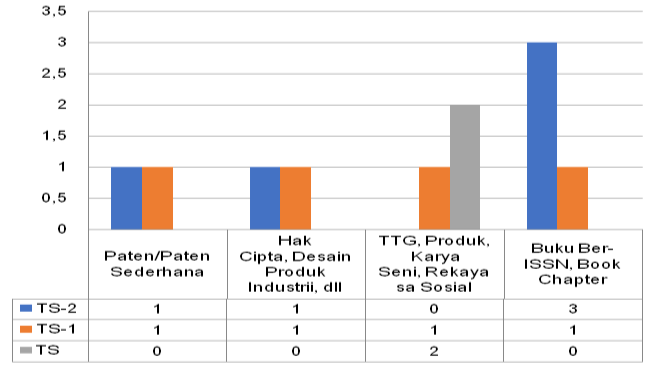 3,5
3
2,5
2
1,5
1
0,5
0
Paten/Paten
Sederhana
Hak
Cipta, Desain
Produk
Industrii, dll
TTG, Produk,
Karya
Seni, Rekaya
sa Sosial
Buku Ber-
ISSN, Book
Chapter
TS-2 1 1 0 3
TS-1 1 1 1 1
TS 0 0 2 0